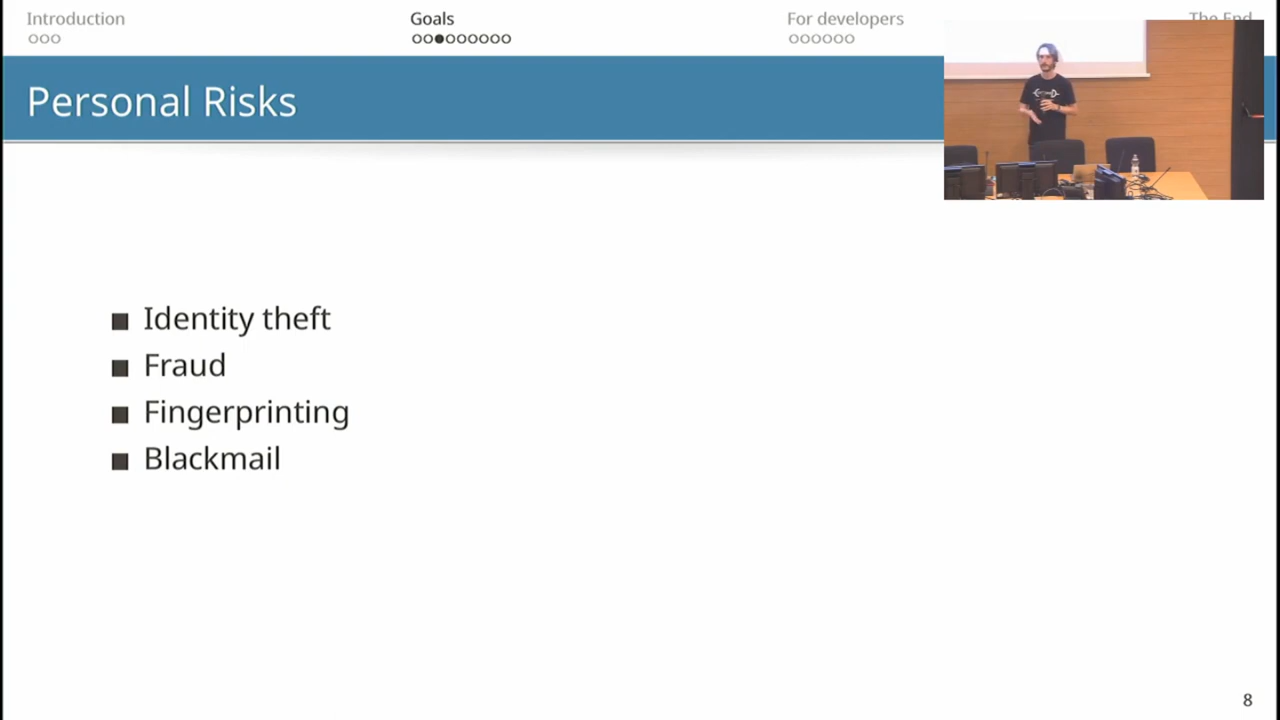 Introduction
Goals
For developers
The End
Personal Risks
Identity theft
Fraud
Fingerprinting
Blackmail
8